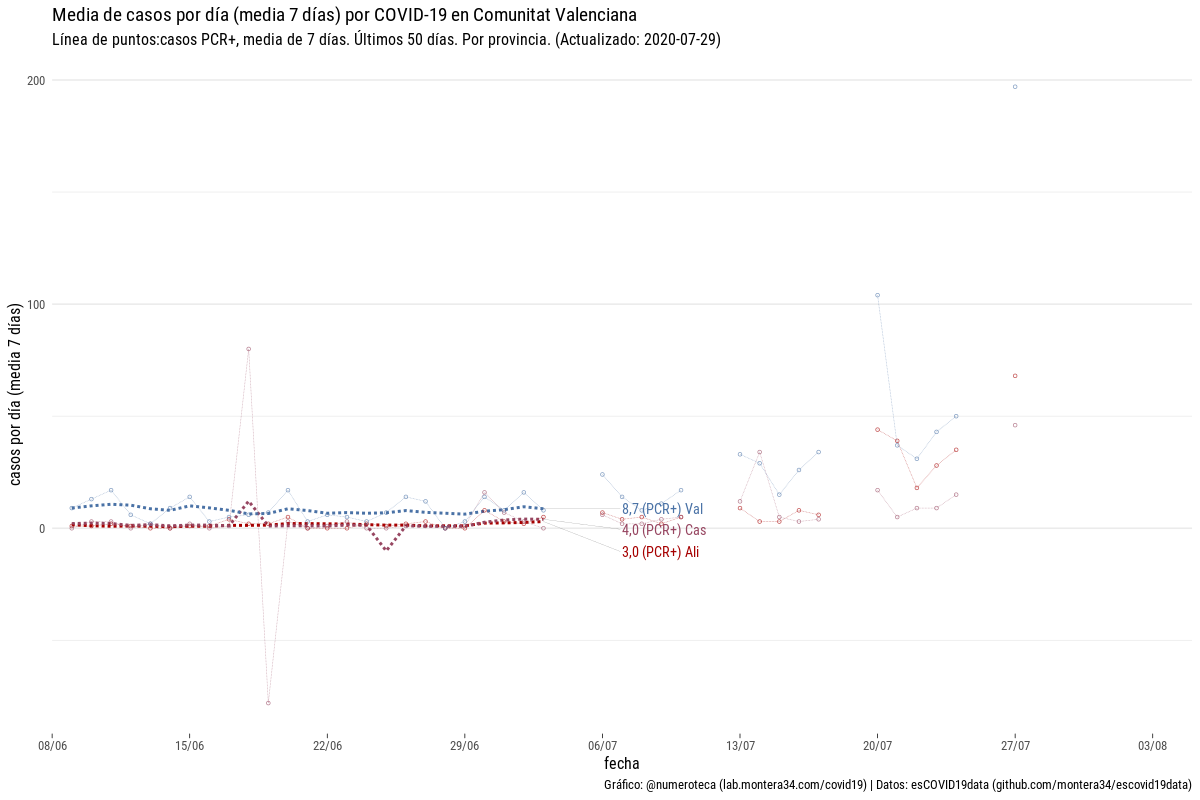 Media de casos por día (media 7 días) por COVID-19 en Comunitat Valenciana
Línea de puntos:casos PCR+, media de 7 días. Últimos 50 días. Por provincia. (Actualizado: 2020-07-29)
casos por día (media 7 días)
200
100
0
8,7 (PCR+) Val
4,0 (PCR+) Cas
3,0 (PCR+) Ali
08/06 15/06 22/06 29/06 06/07 13/07 20/07 27/07 03/08
fecha
Gráfico: @numeroteca (lab.montera34.com/covid19) | Datos: esCOVID19data (github.com/montera34/escovid19data)